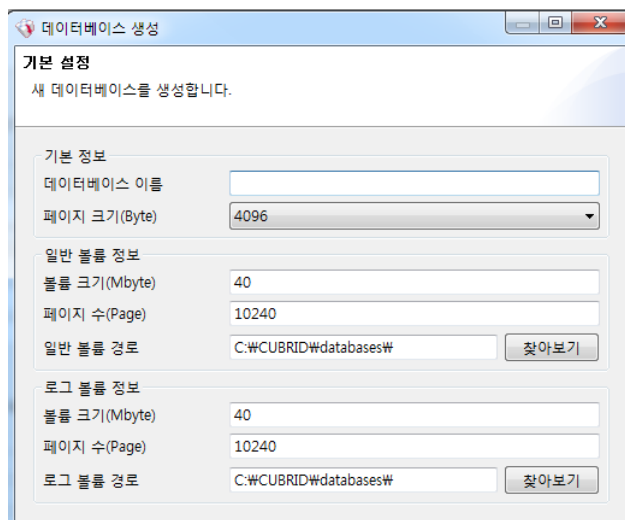 데이터베이스 생성
기본 설정
새 데이터베이스를 생성합니다.
기본 정보
데이터베이스 이름
페이지 크기(Byte) 4096
일반 볼륨 정보
볼륨 크기(Mbyte) 40
페이지 수(Page) 10240
일반 볼륨 경로 C:₩CUBRID₩databases₩ 찾아보기
로그 볼륨 정보
볼륨 크기(Mbyte) 40
페이지 수(Page) 10240
로그 볼륨 경로 C:₩CUBRID₩databases₩ 찾아보기